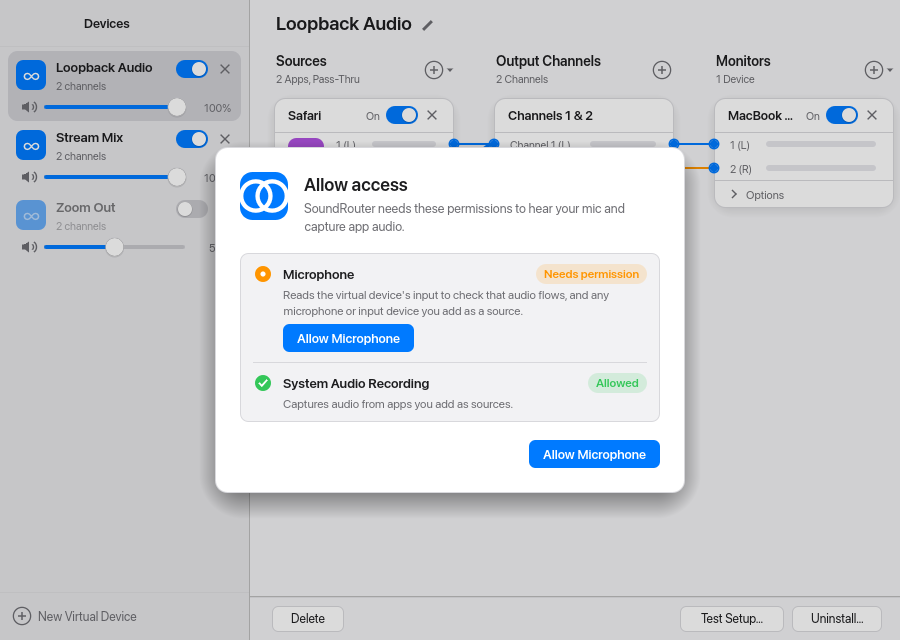 Devices
Loopback Audio
2 channels
100%
Stream Mix
2 channels
10
Zoom Out
2 channels
5
New Virtual Device
Loopback Audio
Sources
2 Apps, Pass-Thru
Output Channels
2 Channels
Monitors
1 Device
Safari
On
1 (L)
Channels 1 & 2
Channel 1 (L)
MacBook ...
On
1 (L)
2 (R)
Options
Allow access
SoundRouter needs these permissions to hear your mic and
capture app audio.
Microphone
Needs permission
Reads the virtual device's input to check that audio flows, and any
microphone or input device you add as a source.
Allow Microphone
System Audio Recording
Allowed
Captures audio from apps you add as sources.
Allow Microphone
Delete
Test Setup...
Uninstall...